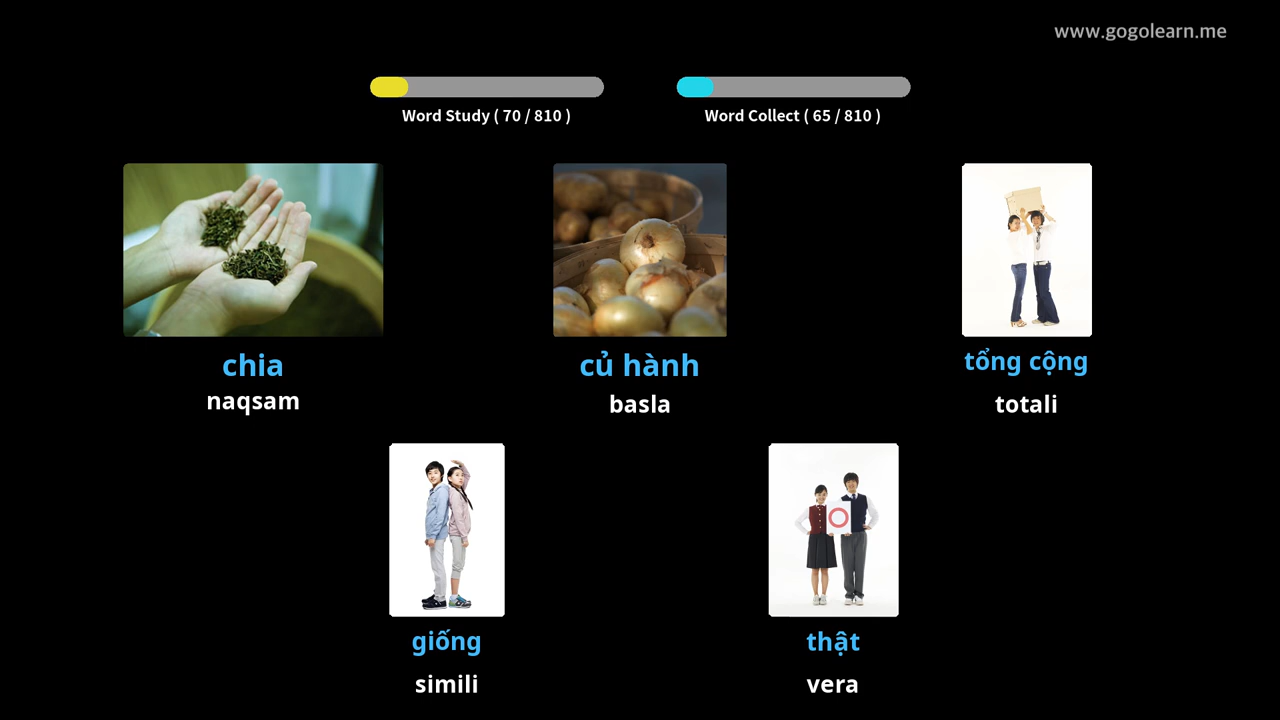 www.gogolearn.me
Word Study ( 70 / 810 )
Word Collect ( 65 / 810 )
chia
naqsam
củ hành
basla
tổng cộng
totali
giống
simili
thật
vera